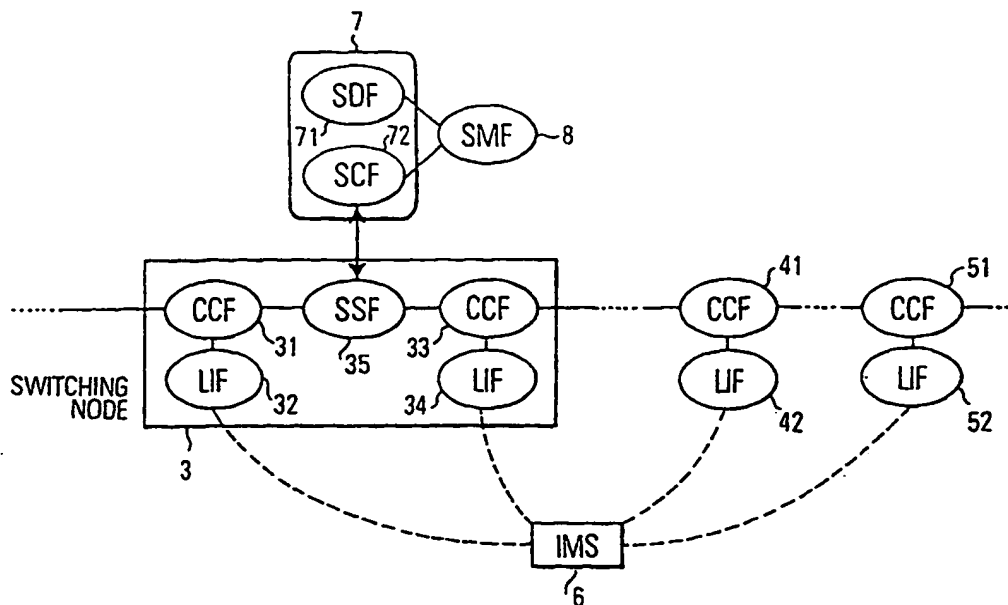 7
SDF
71
72
SMF
8
SCF
41
51
CCF
SSF
CCF
CCF
CCF
31
35
33
SWITCHING
NODE
LIF
32
34
LIF
LIF
42
LIF
52
3
IMS
6